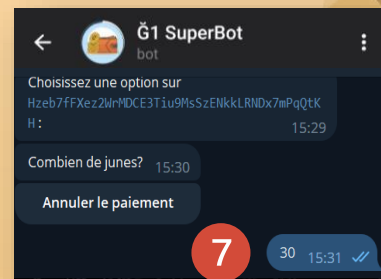 Ğ1 SuperBot
bot
Choisissez une option sur
Hzeb7fFXez2WrMDCE3Tiu9MsSzENkkLRNDx7mPqQtK
H:
15:29
Combien de junes? 15:30
Annuler le paiement
7
30 15:31